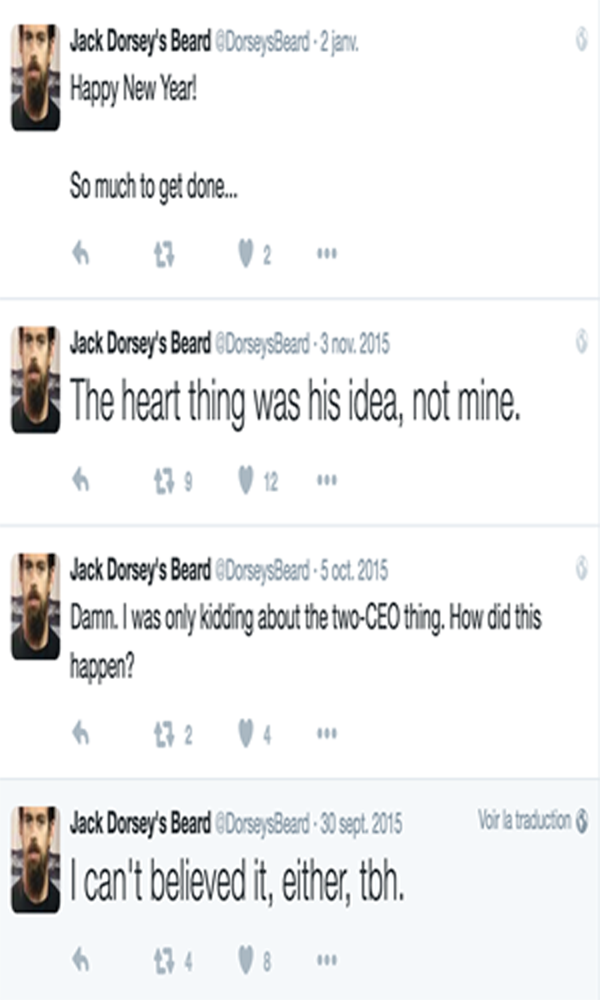 Jack Dorsey's Beard @DorseysBeard · 2 janv.
Happy New Year!
So much to get done...
2
Jack Dorsey's Beard @DorseysBeard · 3 nov. 2015
The heart thing was his idea, not mine.
9 12
Jack Dorsey's Beard @DorseysBeard · 5 oct. 2015
Damn. I was only kidding about the two-CEO thing. How did this
happen?
2 4
Jack Dorsey's Beard @DorseysBeard · 30 sept. 2015 Voir la traduction
I can't believed it, either, tbh.
4 8